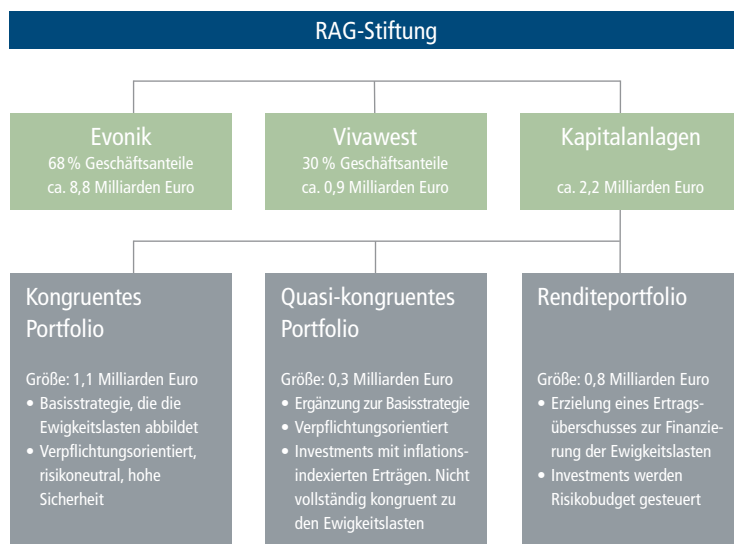 RAG-Stiftung
Evonik
68 % Geschäftsanteile
ca. 8,8 Milliarden Euro
Vivawest
30 % Geschäftsanteile
ca. 0,9 Milliarden Euro
Kapitalanlagen
ca. 2,2 Milliarden Euro
Kongruentes
Portfolio
Größe: 1,1 Milliarden Euro
• Basisstrategie, die die
Ewigkeitslasten abbildet
• Verpflichtungsorientiert,
risikoneutral, hohe
Sicherheit
Quasi-kongruentes
Portfolio
Größe: 0,3 Milliarden Euro
• Ergänzung zur Basisstrategie
• Verpflichtungsorientiert
• Investments mit inflations-
indexierten Erträgen. Nicht
vollständig kongruent zu
den Ewigkeitslasten
Renditeportfolio
Größe: 0,8 Milliarden Euro
• Erzielung eines Ertrags-
überschusses zur Finanzie-
rung der Ewigkeitslasten
• Investments werden
Risikobudget gesteuert